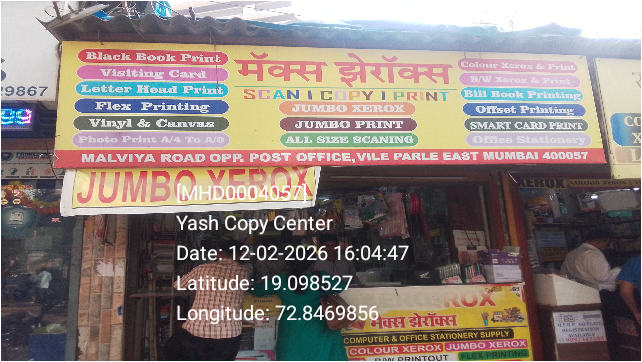 29867
Black Book Print
Visiting Card
Letter Head Print
Flex Printing
Vinyl & Canvas
Photo Print A/4 To A/0
मॅक्स झेरॉक्स
SCAN I COPY I PRINT
JUMBO XEROX
JUMBO PRINT
ALL SIZE SCANING
Colour Xerox & Print
B/W Xerox & Print
Bill Book Printing
Offset Printing
SMART CARD PRINT
Office Stationery
MALVIYA ROAD OPP. POST OFFICE, VILE PARLE EAST MUMBAI 400057
JUMBO XEROX
XEROX
[MHD0004057]
Yash Copy Center
Date: 12-02-2026 16:04:47
Latitude: 19.098527
Longitude: 72.8469856
XEROX
मॅक्स झेरॉक्स
COMPUTER & OFFICE STATIONERY SUPPLY
COLOUR XEROX JUMBO XEROX
B/W PRINTOUT FLEX PRINTING